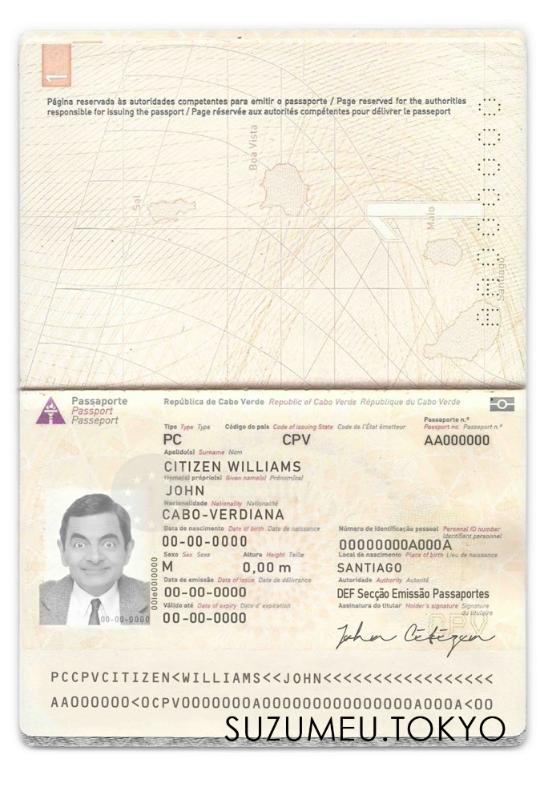 1
Página reservada às autoridades competentes para emitir o passaporte / Page reserved for the authorities
responsible for issuing the passport / Page réservée aux autorités compétentes pour délivrer le passeport
Boa Vista
Sal
1
Maio
Santiago
Passaporte
Passport
Passeport
República de Cabo Verde Republic of Cabo Verde République du Cabo Verde
Tipo Type Type Código do país Code of issuing State Code de l'État émetteur Passaporte n.º Passport no. Passeport n.º
PC CPV AA000000
Apelido(s) Surname Nom
CITIZEN WILLIAMS
Nome(s) próprio(s) Given name(s) Prénom(s)
JOHN
Nacionalidade Nationality Nationalité
CABO-VERDIANA
Data de nascimento Date of birth Date de naissance Número de identificação pessoal Personal ID number Identifiant personnel
00-00-0000 00000000A000A
Sexo Sex Sexe Altura Height Taille Local de nascimento Place of birth Lieu de naissance
M 0,00 m SANTIAGO
Data de emissão Date of issue Date de délivrance Autoridade Authority Autorité
00-00-0000 DEF Secção Emissão Passaportes
Válido até Date of expiry Date d' expiration Assinatura do titular Holder's signature Signature du titulaire
00-00-0000
CPV
John Citizen
00-00-0000
PCCPVCITIZEN<WILLIAMS<<JOHN<<<<<<<<<<<<<<<<<
AA000000<0CPV0000000A0000000000000000A000A<00
SUZUMEU.TOKYO